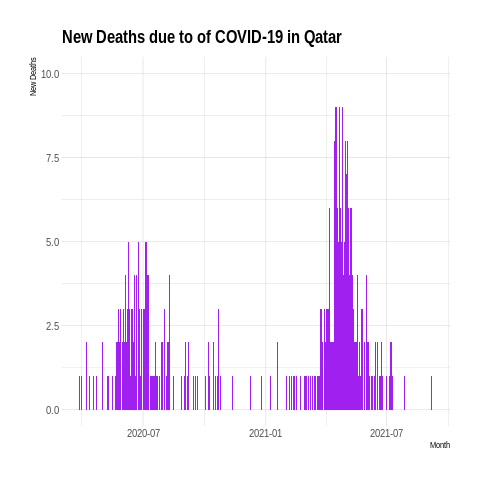 New Deaths due to of COVID-19 in Qatar
New Deaths
10.0
7.5
5.0
2.5
0.0
2020-07
2021-01
2021-07
Month